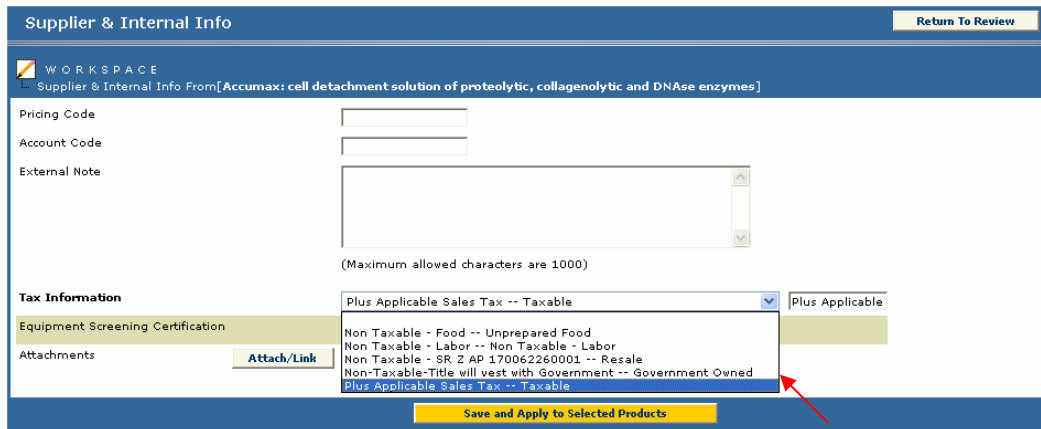 Supplier & Internal Info
Return To Review
WORKSPACE
Supplier & Internal Info From[Accumax: cell detachment solution of proteolytic, collagenolytic and DNAse enzymes]
Pricing Code
Account Code
External Note
(Maximum allowed characters are 1000)
Tax Information
Plus Applicable Sales Tax -- Taxable
Plus Applicable
Equipment Screening Certification
Non Taxable - Food -- Unprepared Food
Non Taxable - Labor -- Non Taxable - Labor
Attachments
Attach/Link
Non Taxable - SR Z AP 170062260001 -- Resale
Non-Taxable-Title will vest with Government -- Government Owned
Plus Applicable Sales Tax -- Taxable
Save and Apply to Selected Products